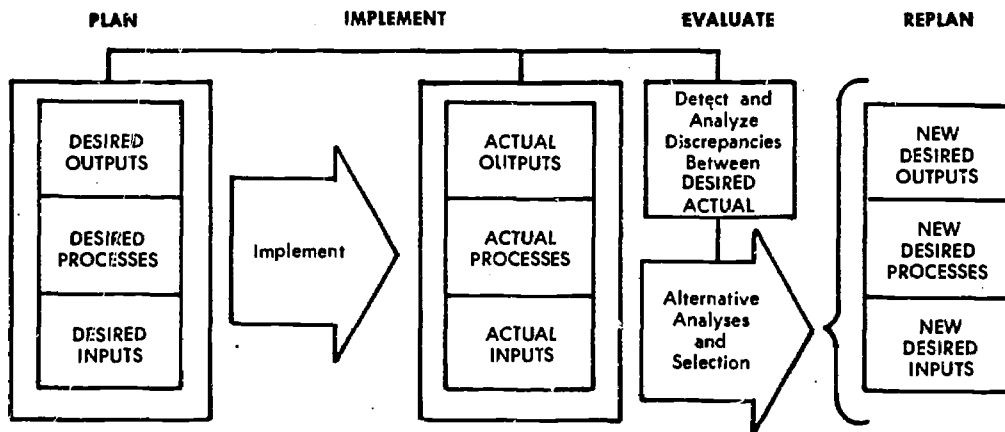 PLAN
IMPLEMENT
EVALUATE
REPLAN
DESIRED
OUTPUTS
DESIRED
PROCESSES
DESIRED
INPUTS
Implement
ACTUAL
OUTPUTS
ACTUAL
PROCESSES
ACTUAL
INPUTS
Detect and
Analyze
Discrepancies
Between
DESIRED
ACTUAL
Alternative
Analyses
and
Selection
NEW
DESIRED
OUTPUTS
NEW
DESIRED
PROCESSES
NEW
DESIRED
INPUTS